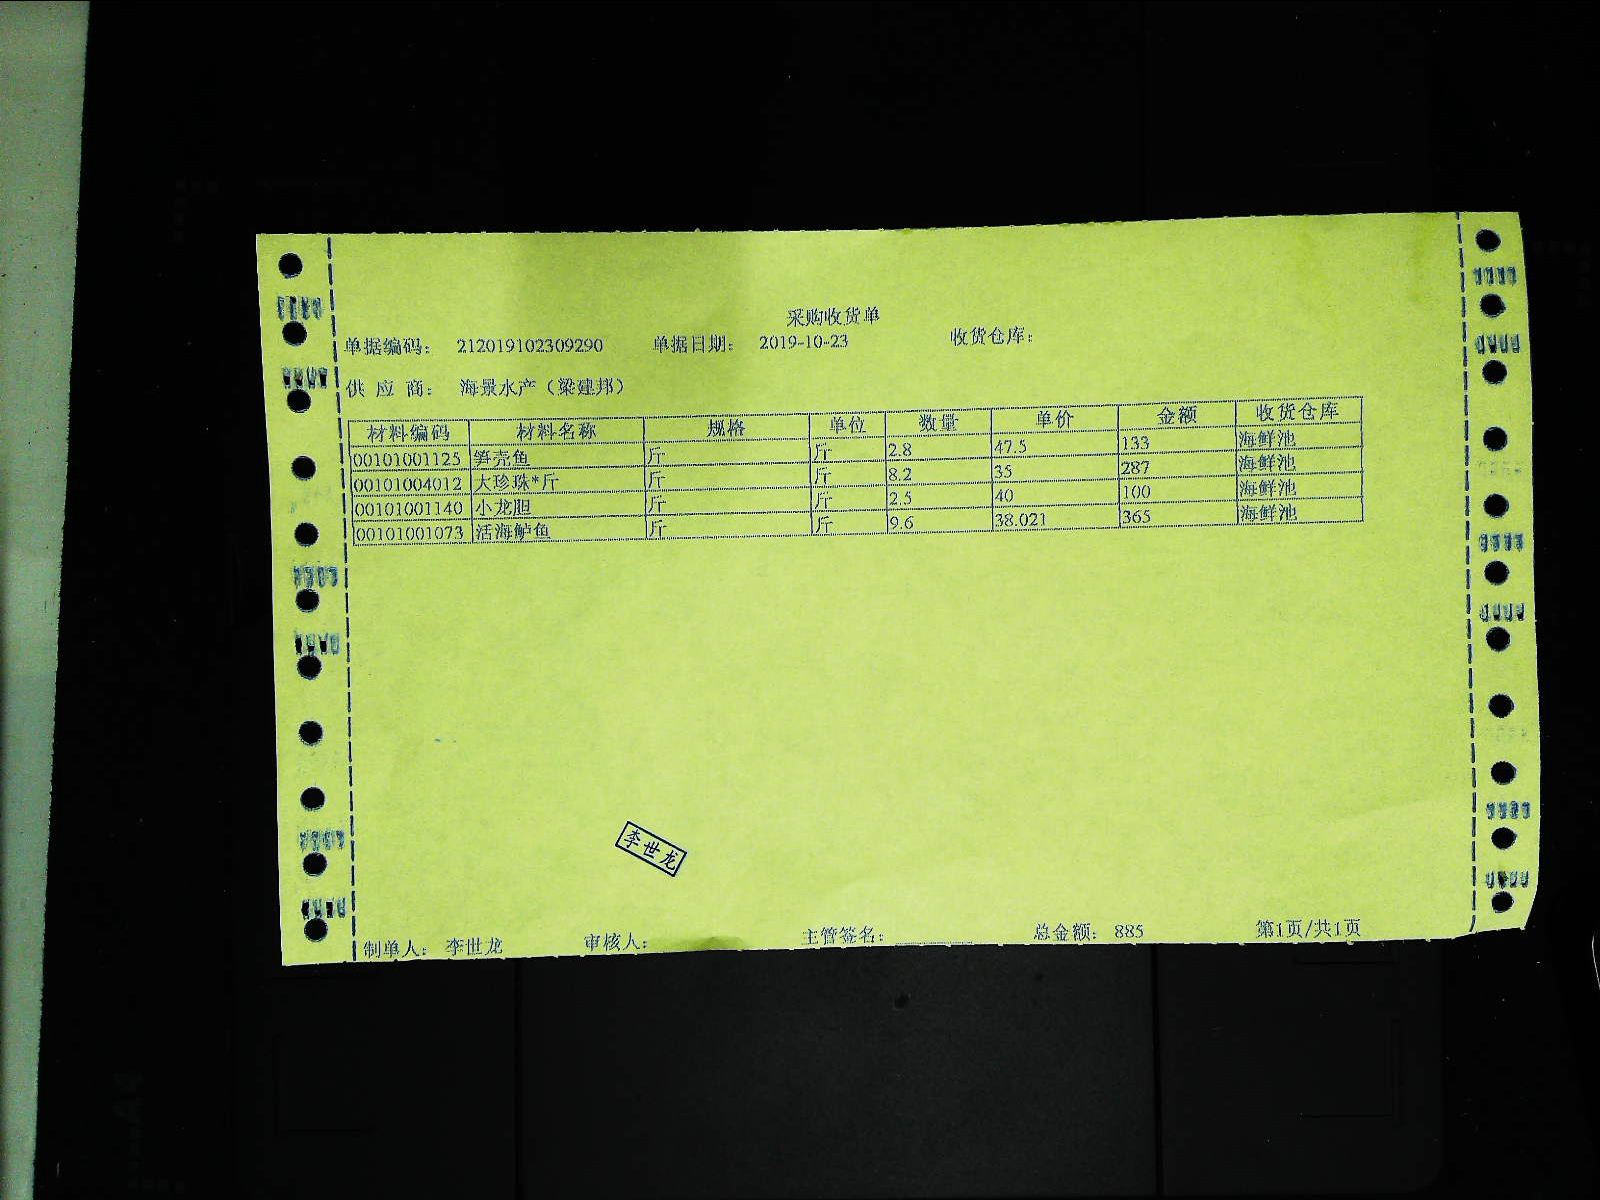 采购收货单
单据编码： 212019102309290 单据日期： 2019-10-23 收货仓库：
供 应 商： 海景水产（梁建邦）
材料编码 材料名称 规格 单位 数量 单价 金额 收货仓库
00101001125 笋壳鱼 斤 斤 2.8 47.5 133 海鲜池
00101004012 大珍珠*斤 斤 斤 8.2 35 287 海鲜池
00101001140 小龙胆 斤 斤 2.5 40 100 海鲜池
00101001073 活海鲈鱼 斤 斤 9.6 38.021 365 海鲜池
李世龙
制单人： 李世龙 审核人： 主管签名： 总金额： 885 第1页/共1页